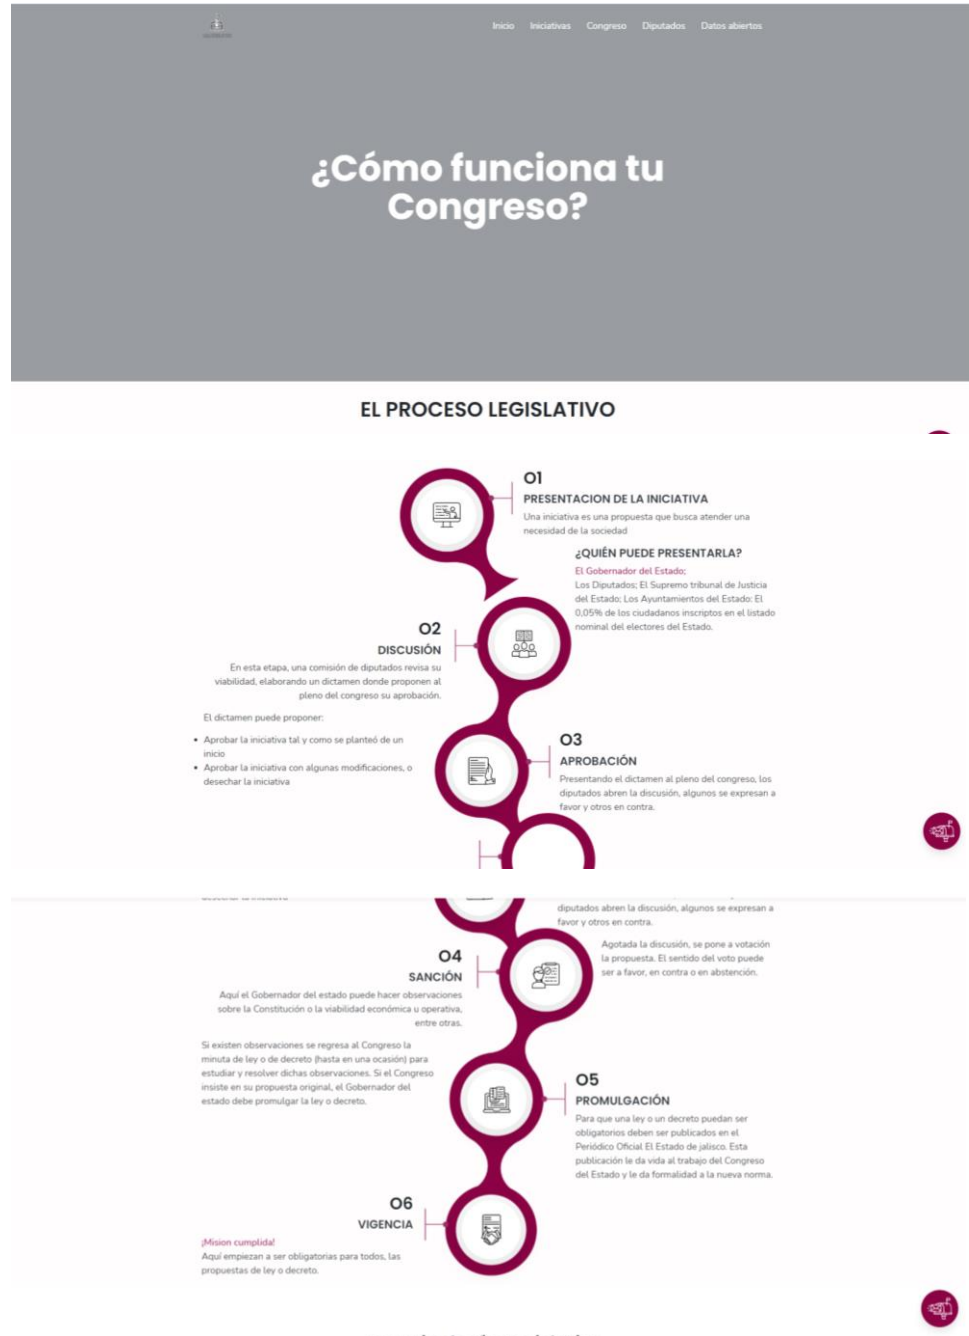 Inicio Iniciativas Congreso Diputados Datos abiertos
¿Cómo funciona tu
Congreso?
EL PROCESO LEGISLATIVO
01
PRESENTACION DE LA INICIATIVA
Una iniciativa es una propuesta que busca atender una
necesidad de la sociedad
¿QUIÉN PUEDE PRESENTARLA?
El Gobernador del Estado;
Los Diputados; El Supremo tribunal de Justicia
del Estado; Los Ayuntamientos del Estado: El
0,05% de los ciudadanos inscriptos en el listado
nominal del electores del Estado.
02
DISCUSIÓN
En esta etapa, una comisión de diputados revisa su
viabilidad, elaborando un dictamen donde proponen al
pleno del congreso su aprobación.
El dictamen puede proponer:
• Aprobar la iniciativa tal y como se planteó de un
inicio
• Aprobar la iniciativa con algunas modificaciones, o
desechar la iniciativa
03
APROBACIÓN
Presentando el dictamen al pleno del congreso, los
diputados abren la discusión, algunos se expresan a
favor y otros en contra.
desechar la iniciativa
diputados abren la discusión, algunos se expresan a
favor y otros en contra.
Agotada la discusión, se pone a votación
la propuesta. El sentido del voto puede
ser a favor, en contra o en abstención.
04
SANCIÓN
Aquí el Gobernador del estado puede hacer observaciones
sobre la Constitución o la viabilidad económica u operativa,
entre otras.
Si existen observaciones se regresa al Congreso la
minuta de ley o de decreto (hasta en una ocasión) para
estudiar y resolver dichas observaciones. Si el Congreso
insiste en su propuesta original, el Gobernador del
estado debe promulgar la ley o decreto.
05
PROMULGACIÓN
Para que una ley o un decreto puedan ser
obligatorios deben ser publicados en el
Periódico Oficial El Estado de jalisco. Esta
publicación le da vida al trabajo del Congreso
del Estado y le da formalidad a la nueva norma.
06
VIGENCIA
¡Mision cumplida!
Aquí empiezan a ser obligatorias para todos, las
propuestas de ley o decreto.